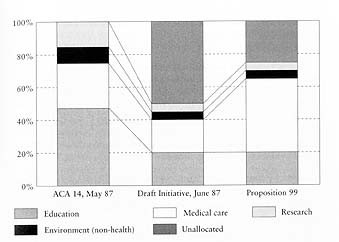 100%
80%
60%
40%
20%
0%
ACA 14, May 87 Draft Initiative, June 87 Proposition 99
Education Medical care Research
Environment (non-health) Unallocated